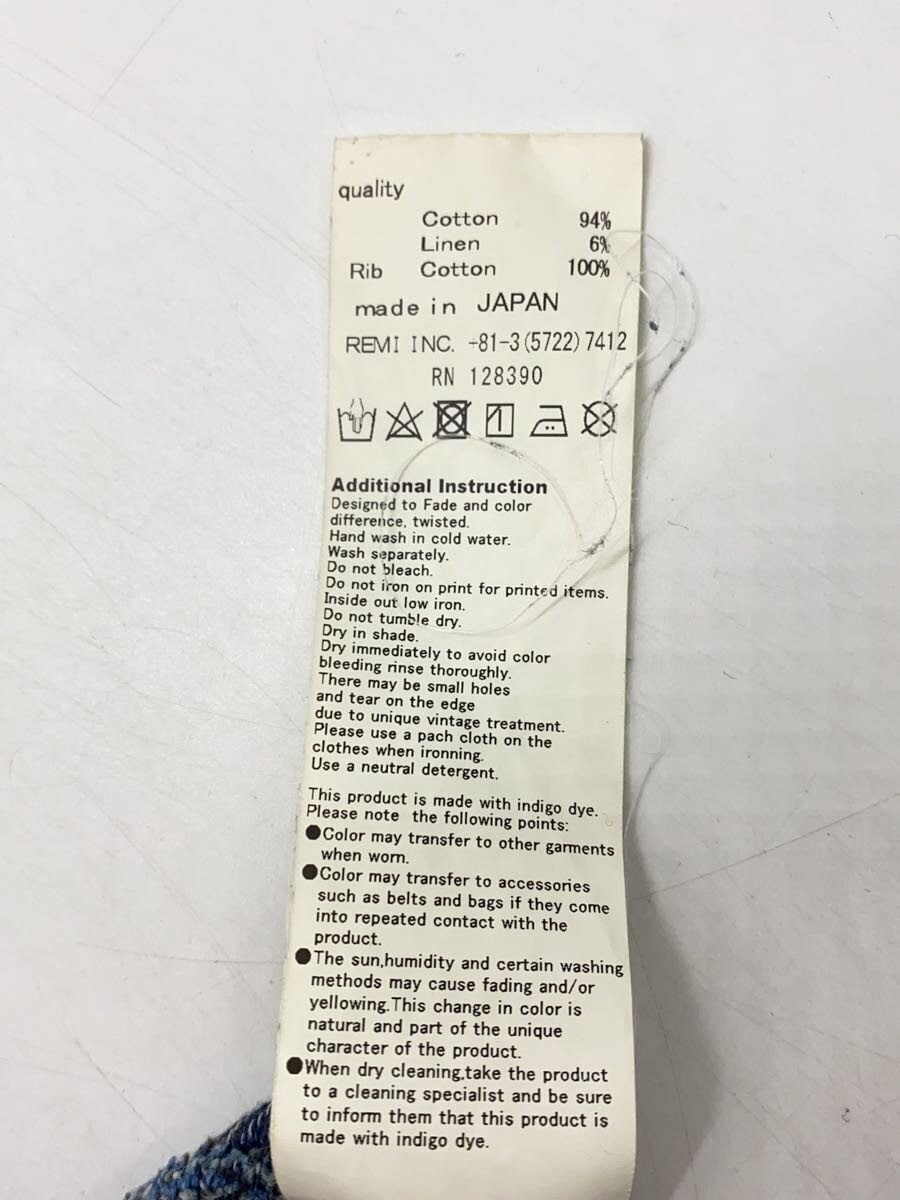 quality
Cotton 94%
Linen 6%
Rib Cotton 100%
made in JAPAN
REMI INC. +81-3(5722)7412
RN 128390
Additional Instruction
Designed to Fade and color
difference, twisted.
Hand wash in cold water.
Wash separately.
Do not bleach.
Do not iron on print for printed items.
Inside out low iron.
Do not tumble dry.
Dry in shade.
Dry immediately to avoid color
bleeding rinse thoroughly.
There may be small holes
and tear on the edge
due to unique vintage treatment.
Please use a pach cloth on the
clothes when ironning.
Use a neutral detergent.
This product is made with indigo dye.
Please note the following points:
●Color may transfer to other garments
when worn.
●Color may transfer to accessories
such as belts and bags if they come
into repeated contact with the
product.
●The sun,humidity and certain washing
methods may cause fading and/or
yellowing.This change in color is
natural and part of the unique
character of the product.
●When dry cleaning,take the product
to a cleaning specialist and be sure
to inform them that this product is
made with indigo dye.